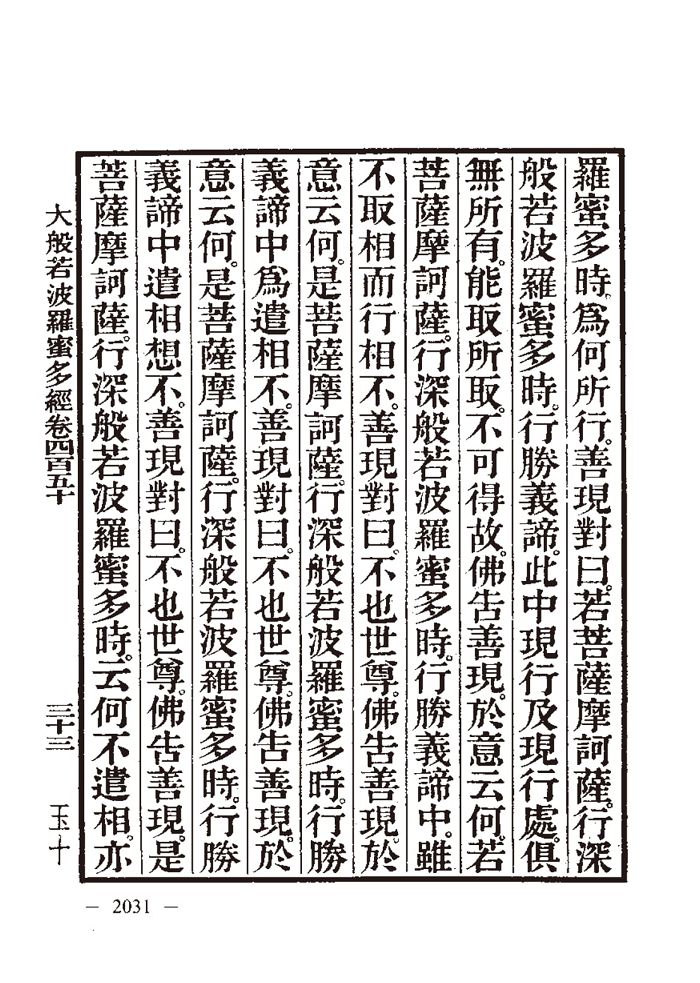 羅蜜多時爲何所行。善現對曰。若菩薩摩訶薩。行深
般若波羅蜜多時。行勝義諦。此中現行及現行處。俱
無所有。能取所取。不可得故。佛告善現。於意云何。若
菩薩摩訶薩。行深般若波羅蜜多時。行勝義諦中。雖
不取相而行相不。善現對曰。不也世尊。佛告善現。於
意云何。是菩薩摩訶薩。行深般若波羅蜜多時。行勝
義諦中爲遣相不。善現對曰。不也世尊。佛告善現。於
意云何。是菩薩摩訶薩。行深般若波羅蜜多時。行勝
義諦中遣相想不。善現對曰。不也世尊。佛告善現。是
菩薩摩訶薩。行深般若波羅蜜多時。云何不遣相。亦
大般若波羅蜜多經卷四百五十 三十三 玉十
— 2031 —